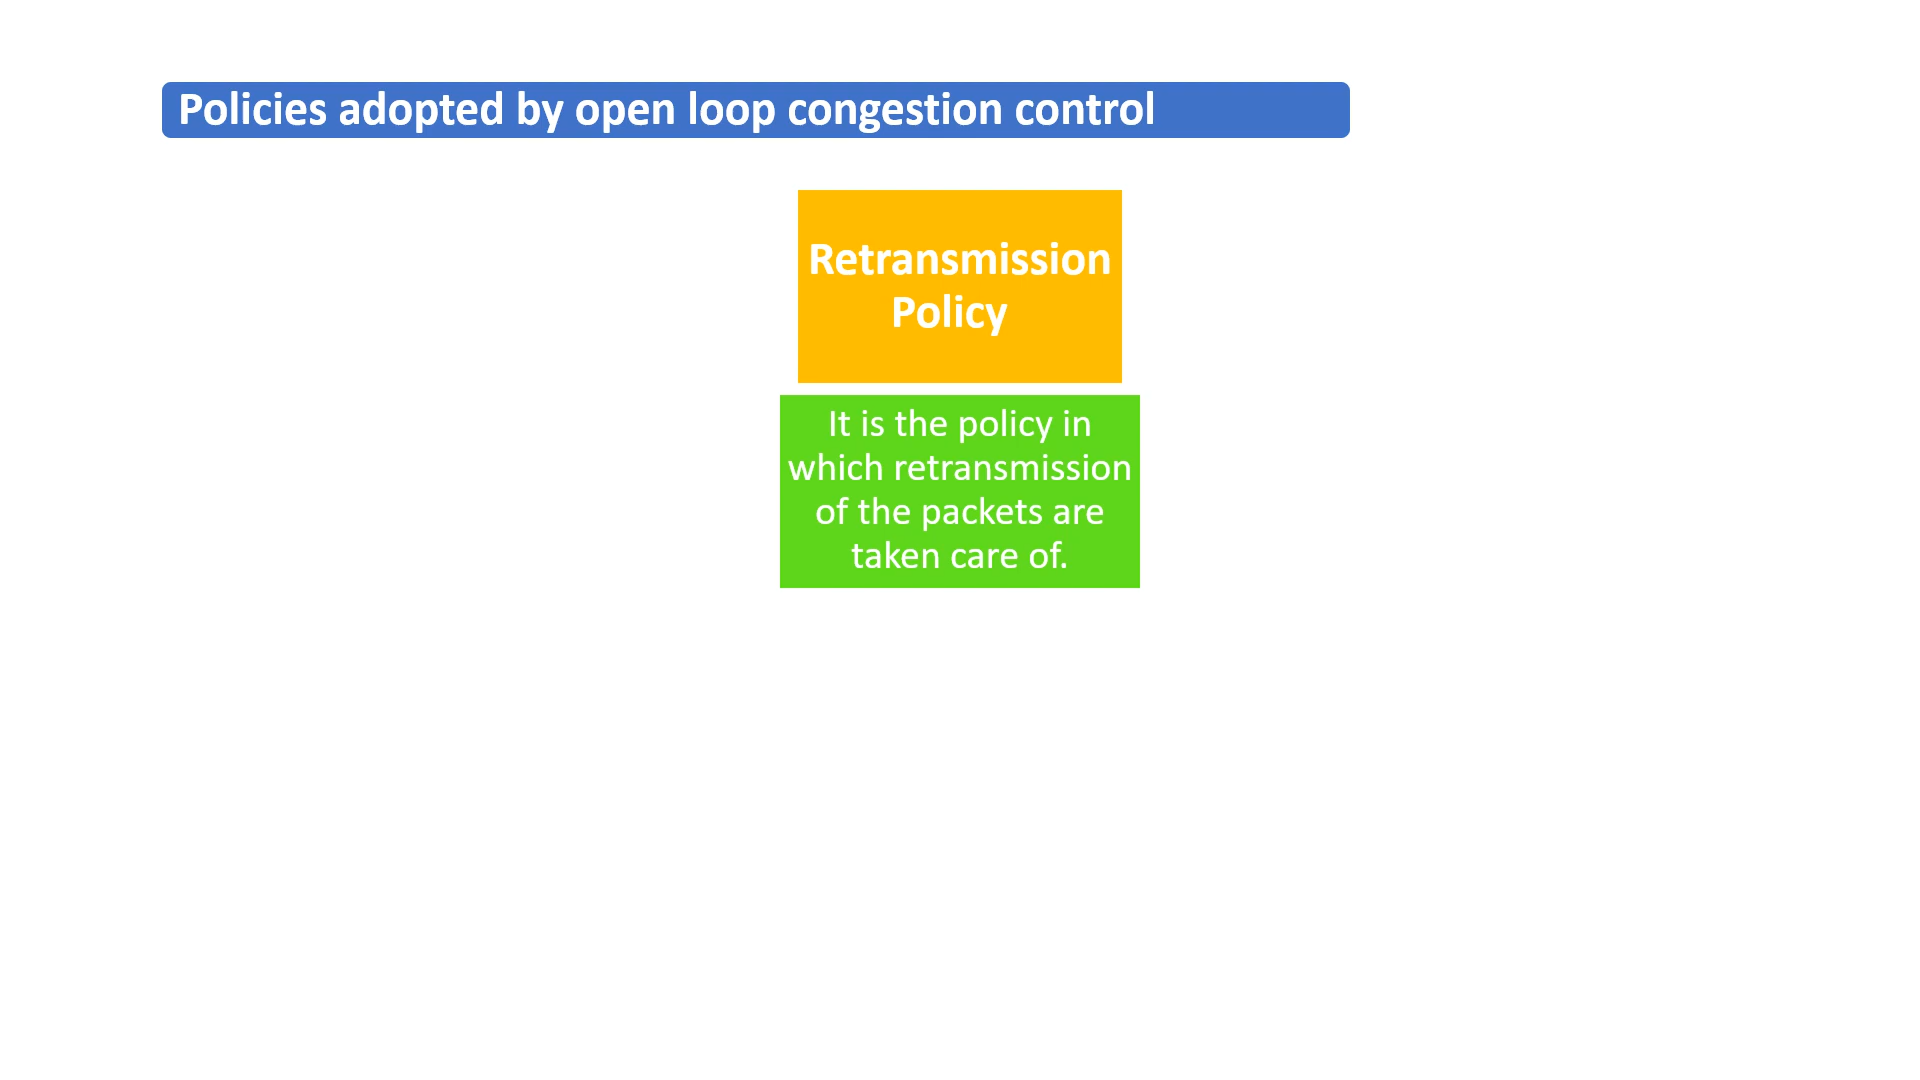 Policies adopted by open loop congestion control
Retransmission
Policy
It is the policy in
which retransmission
of the packets are
taken care of.